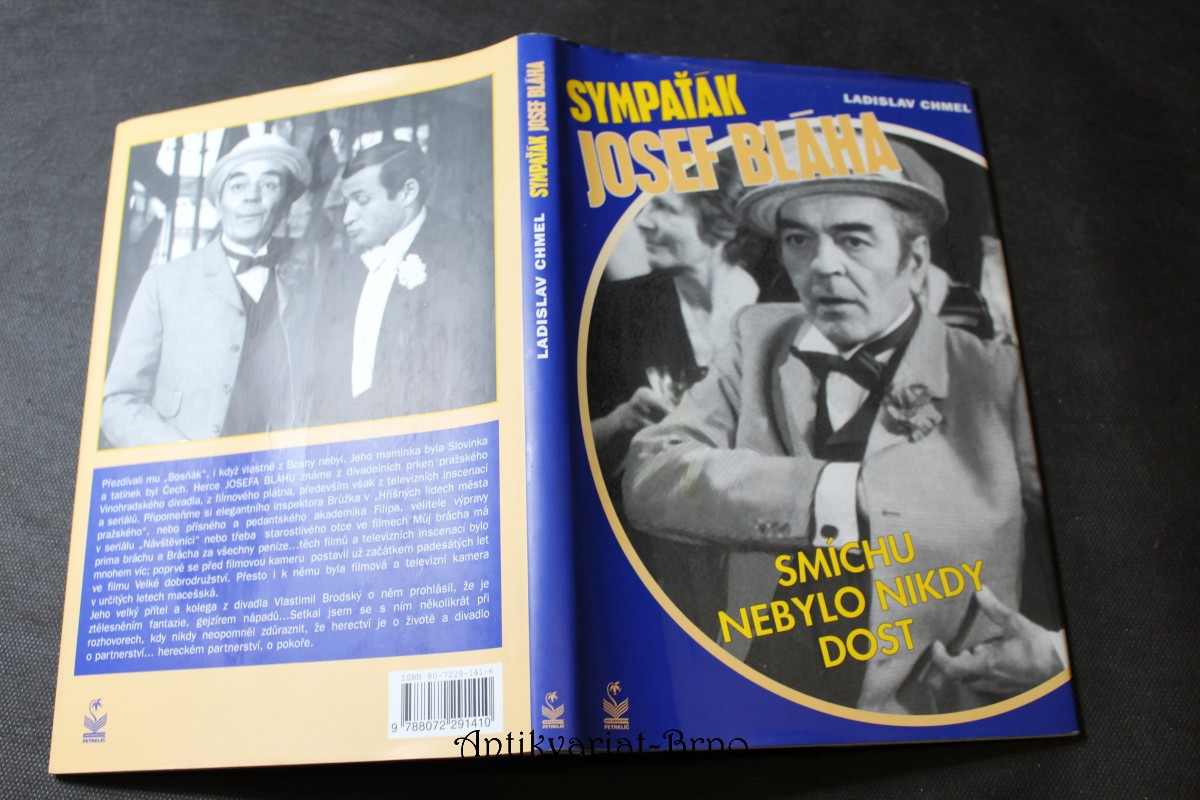 Přezdívali mu „Bosňák“, i když vlastně z Bosny nebyl. Jeho maminka byla Slovinka
a tatínek byl Čech. Herce JOSEFA BLÁHU známe z divadelních prken pražského
Vinohradského divadla, z filmového plátna, především však z televizních inscenací
a seriálů. Připomeňme si elegantního inspektora Brůžka v „Hříšných lidech města
pražského“, nebo přísného a pedantského akademika Filipa, velitele výpravy
v seriálu „Návštěvníci“ nebo třeba starostlivého otce ve filmech Můj brácha má
prima bráchu a Brácha za všechny peníze...těch filmů a televizních inscenací bylo
mnohem víc; poprvé se před filmovou kameru postavil už začátkem padesátých let
ve filmu Velké dobrodružství. Přesto i k němu byla filmová a televizní kamera
v určitých letech macešská.
Jeho velký přítel a kolega z divadla Vlastimil Brodský o něm prohlásil, že je
ztělesněním fantazie, gejzírem nápadů...Setkal jsem se s ním několikrát při
rozhovorech, kdy nikdy neopomněl zdůraznit, že herectví je o životě a divadlo
o partnerství... hereckém partnerství, o pokoře.
PETRKLÍČ
ISBN 80-7229-141-6
9 788072 291410
LADISLAV CHMEL SYMPAŤÁK JOSEF BLÁHA
PETRKLÍČ
LADISLAV CHMEL
SYMPAŤÁK
JOSEF BLÁHA
SMÍCHU
NEBYLO NIKDY
DOST
PETRKLÍČ
Antikvariat-Brno